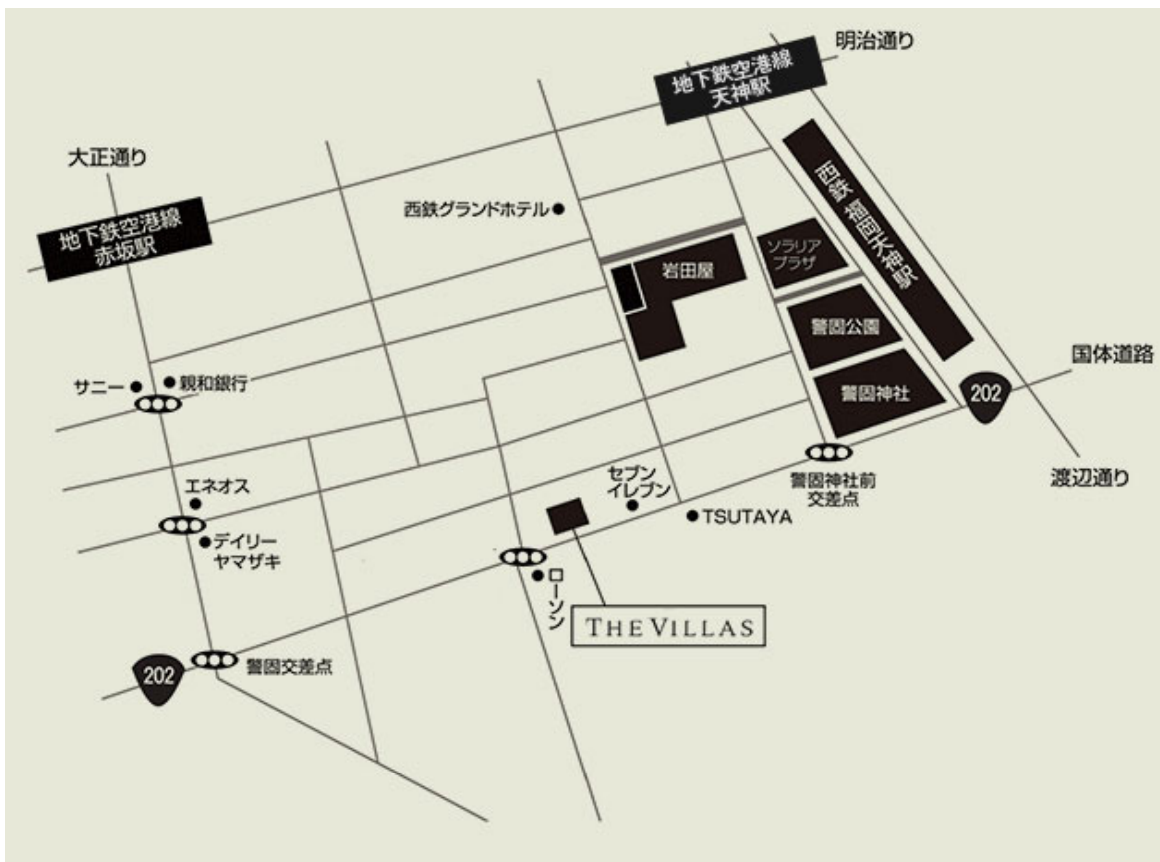 明治通り
地下鉄空港線
天神駅
大正通り
西鉄 福岡天神駅
西鉄グランドホテル
地下鉄空港線
赤坂駅
ソラリア
プラザ
岩田屋
警固公園
国体道路
サニー
親和銀行
警固神社
202
渡辺通り
セブン
イレブン
警固神社前
交差点
エネオス
TSUTAYA
デイリー
ヤマザキ
ローソン
THE VILLAS
警固交差点
202